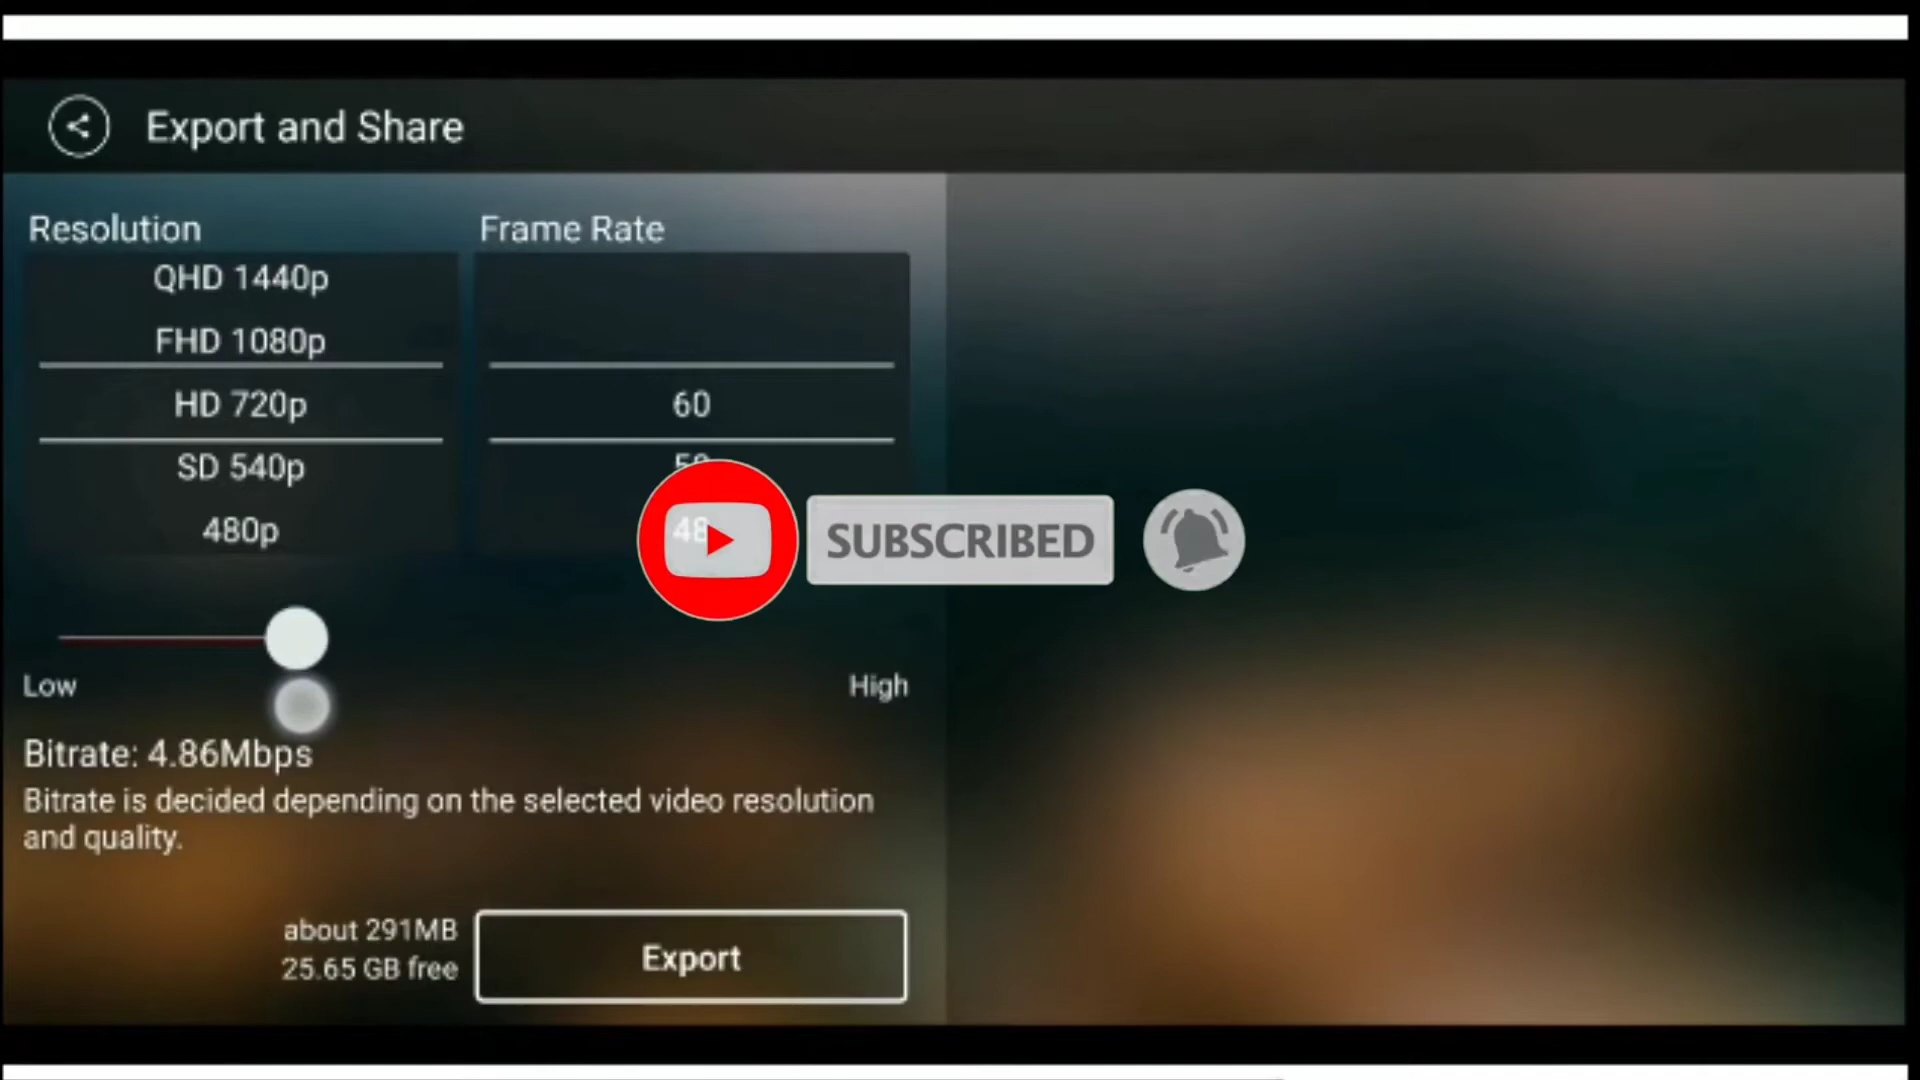 Export and Share
Resolution
Frame Rate
QHD 1440p
FHD 1080p
HD 720p
60
SD 540p
50
480p
48
SUBSCRIBED
Low
High
Bitrate: 4.86Mbps
Bitrate is decided depending on the selected video resolution
and quality.
about 291MB
25.65 GB free
Export